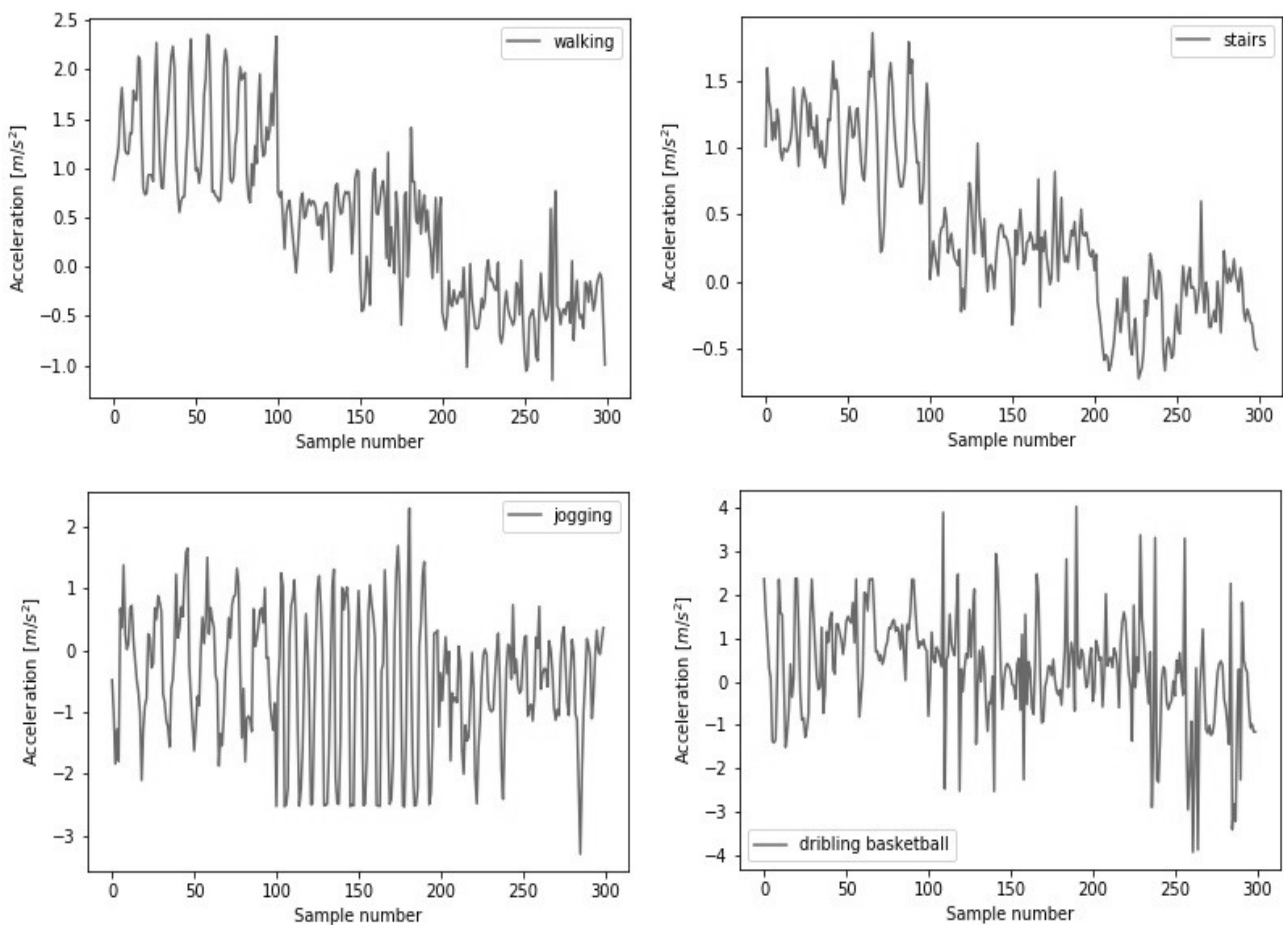 2.5
2.0
1.5
1.0
0.5
0.0
−0.5
−1.0
Acceleration [m/s²]
walking
0 50 100 150 200 250 300
Sample number
1.5
1.0
0.5
0.0
−0.5
Acceleration [m/s²]
stairs
0 50 100 150 200 250 300
Sample number
2
1
0
−1
−2
−3
Acceleration [m/s²]
jogging
0 50 100 150 200 250 300
Sample number
4
3
2
1
0
−1
−2
−3
−4
Acceleration [m/s²]
dribling basketball
0 50 100 150 200 250 300
Sample number